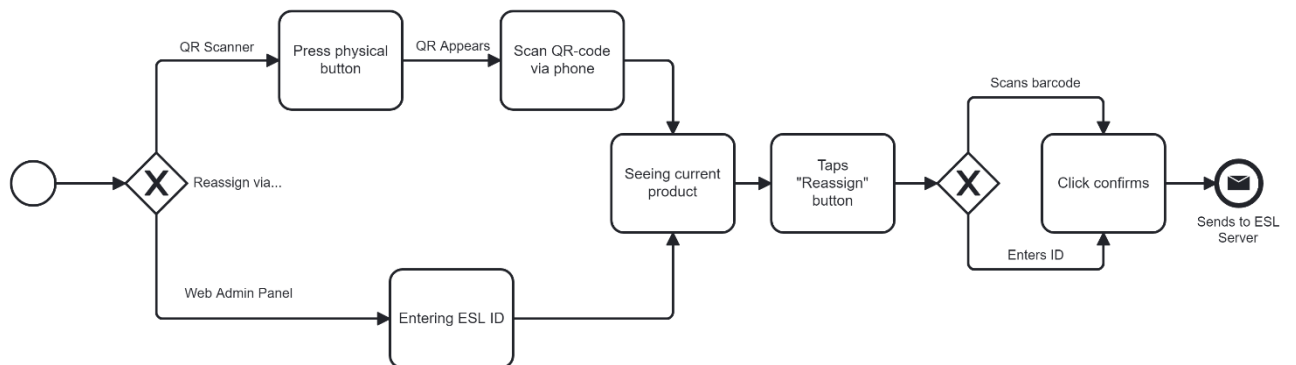 QR Scanner
Press physical
button
QR Appears
Scan QR-code
via phone
Reassign via...
Web Admin Panel
Entering ESL ID
Seeing current
product
Taps
"Reassign"
button
Scans barcode
Enters ID
Click confirms
Sends to ESL
Server